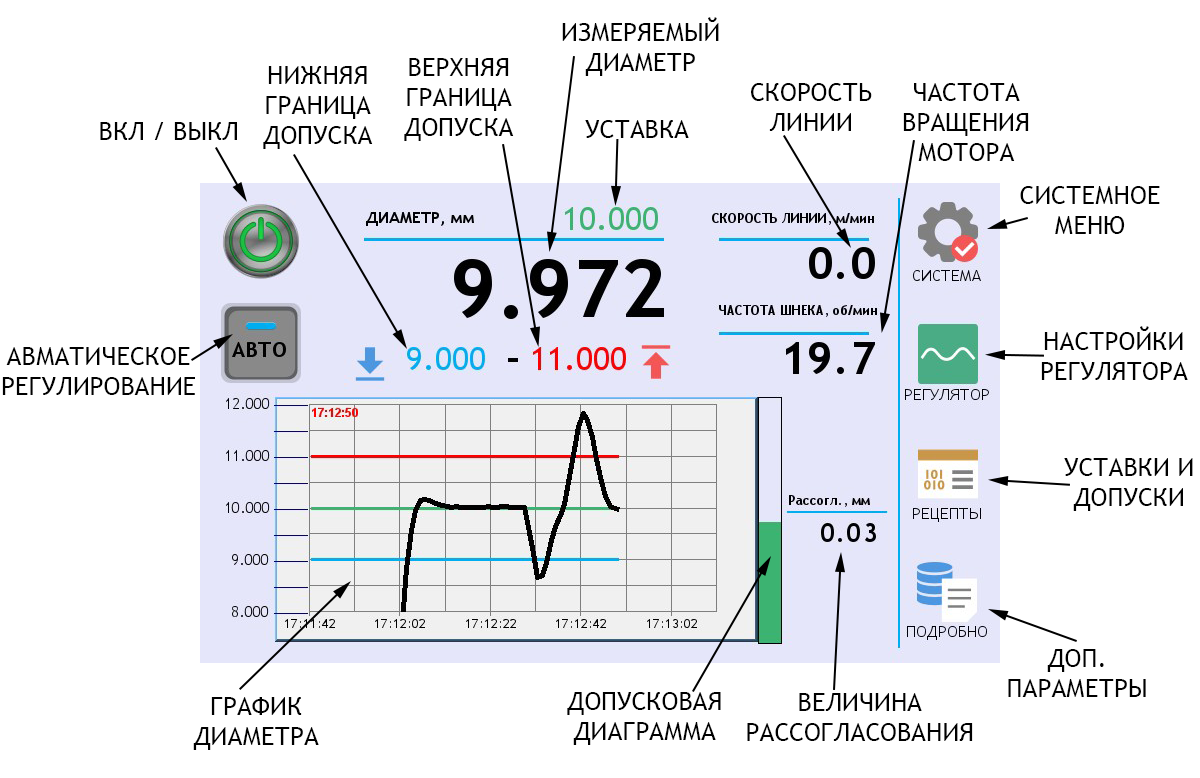 ИЗМЕРЯЕМЫЙ
ДИАМЕТР
НИЖНЯЯ
ГРАНИЦА
ДОПУСКА
ВЕРХНЯЯ
ГРАНИЦА
ДОПУСКА
СКОРОСТЬ
ЛИНИИ
ЧАСТОТА
ВРАЩЕНИЯ
МОТОРА
ВКЛ / ВЫКЛ
УСТАВКА
СИСТЕМНОЕ
МЕНЮ
ДИАМЕТР, мм
10.000
СКОРОСТЬ ЛИНИИ, м/мин
9.972
0.0
СИСТЕМА
ЧАСТОТА ШНЕКА, об/мин
АВТО
9.000 - 11.000
19.7
АВМАТИЧЕСКОЕ
РЕГУЛИРОВАНИЕ
НАСТРОЙКИ
РЕГУЛЯТОРА
РЕГУЛЯТОР
12.000
17:12:50
11.000
10.000
9.000
8.000
17:11:42 17:12:02 17:12:22 17:12:42 17:13:02
Рассогл., мм
0.03
101
010
РЕЦЕПТЫ
УСТАВКИ И
ДОПУСКИ
ПОДРОБНО
ДОП.
ПАРАМЕТРЫ
ГРАФИК
ДИАМЕТРА
ДОПУСКОВАЯ
ДИАГРАММА
ВЕЛИЧИНА
РАССОГЛАСОВАНИЯ